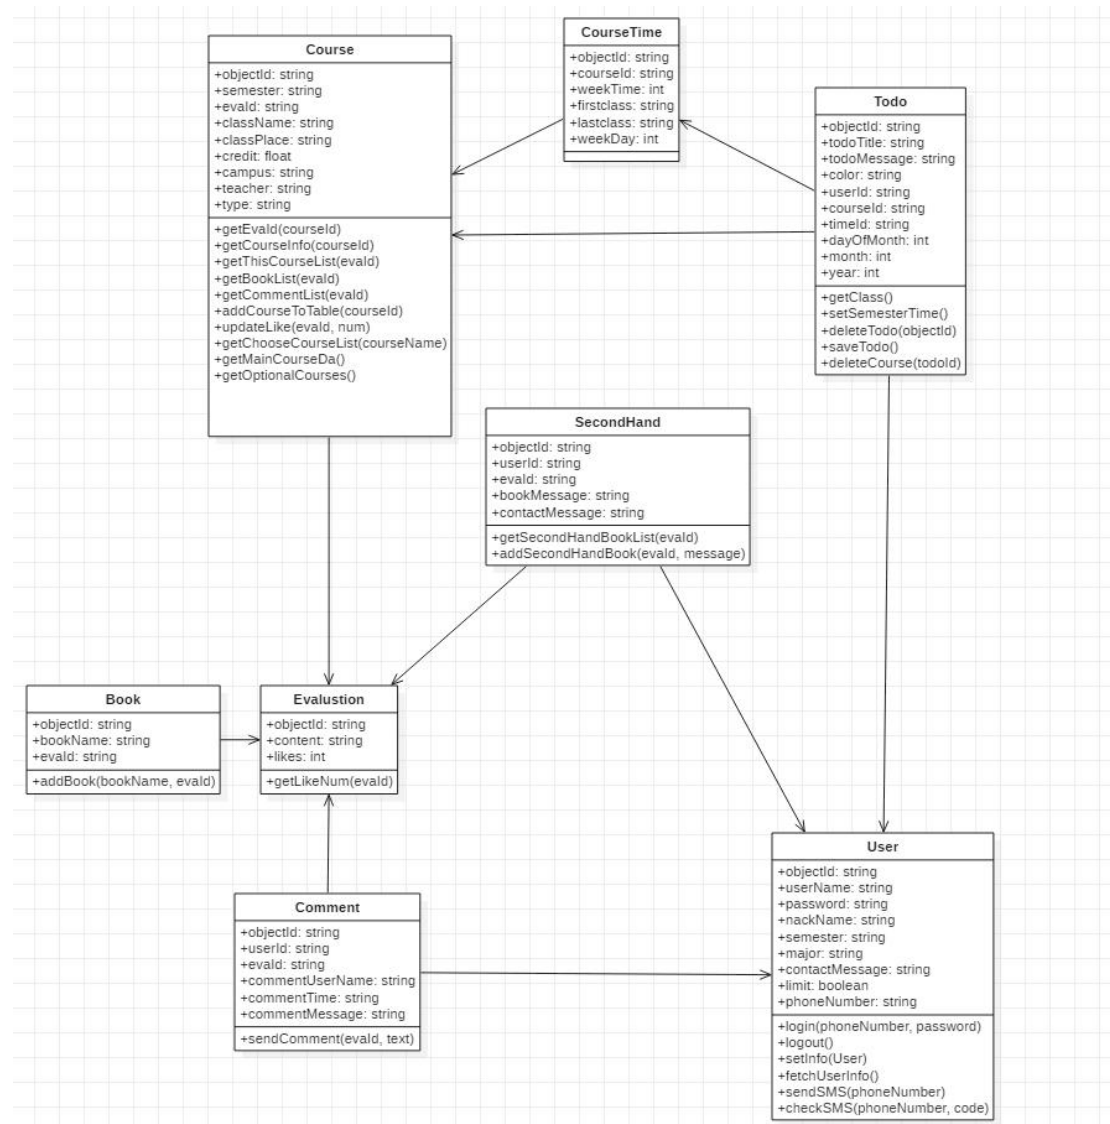 Course
+objectId: string
+semester: string
+evaId: string
+className: string
+classPlace: string
+credit: float
+campus: string
+teacher: string
+type: string
+getEvaId(courseId)
+getCourseInfo(courseId)
+getThisCourseList(evaId)
+getBookList(evaId)
+getCommentList(evaId)
+addCourseToTable(courseId)
+updateLike(evaId, num)
+getChooseCourseList(courseName)
+getMainCourseDa()
+getOptionalCourses()
CourseTime
+objectId: string
+courseId: string
+weekTime: int
+firstclass: string
+lastclass: string
+weekDay: int
Todo
+objectId: string
+todoTitle: string
+todoMessage: string
+color: string
+userId: string
+courseId: string
+timeId: string
+dayOfMonth: int
+month: int
+year: int
+getClass()
+setSemesterTime()
+deleteTodo(objectId)
+saveTodo()
+deleteCourse(todoId)
SecondHand
+objectId: string
+userId: string
+evaId: string
+bookMessage: string
+contactMessage: string
+getSecondHandBookList(evaId)
+addSecondHandBook(evaId, message)
Book
+objectId: string
+bookName: string
+evaId: string
+addBook(bookName, evaId)
Evalustion
+objectId: string
+content: string
+likes: int
+getLikeNum(evaId)
Comment
+objectId: string
+userId: string
+evaId: string
+commentUserName: string
+commentTime: string
+commentMessage: string
+sendComment(evaId, text)
User
+objectId: string
+userName: string
+password: string
+nackName: string
+semester: string
+major: string
+contactMessage: string
+limit: boolean
+phoneNumber: string
+login(phoneNumber, password)
+logout()
+setInfo(User)
+fetchUserInfo()
+sendSMS(phoneNumber)
+checkSMS(phoneNumber, code)